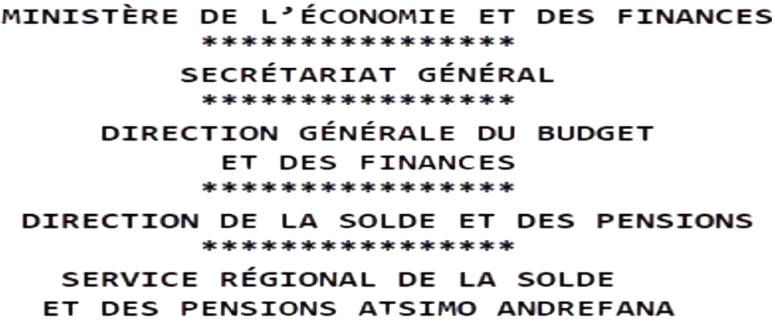 MINISTÈRE DE L’ÉCONOMIE ET DES FINANCES
****************
SECRÉTARIAT GÉNÉRAL
****************
DIRECTION GÉNÉRALE DU BUDGET
ET DES FINANCES
****************
DIRECTION DE LA SOLDE ET DES PENSIONS
****************
SERVICE RÉGIONAL DE LA SOLDE
ET DES PENSIONS ATSIMO ANDREFANA